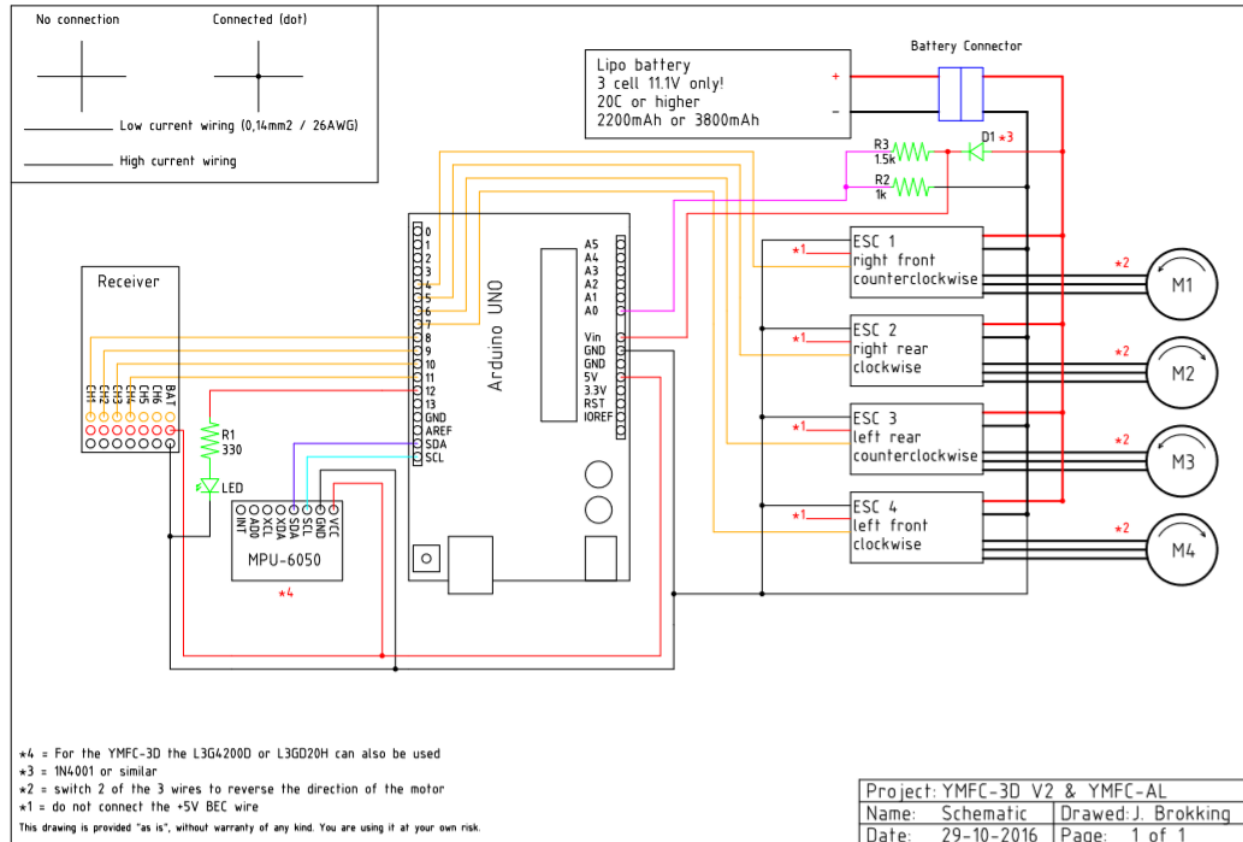 No connection
Connected (dot)
Low current wiring (0,14mm2 / 26AWG)
High current wiring
Lipo battery
3 cell 11.1V only!
20C or higher
2200mAh or 3800mAh
+
-
Battery Connector
R3
1.5k
D1 *3
R2
1k
Receiver
CH1
CH2
CH3
CH4
CH5
CH6
BAT
R1
330
LED
INT
AD0
XCL
XDA
SDA
SCL
GND
VCC
MPU-6050
*4
Arduino UNO
0
1
2
3
4
5
6
7
8
9
10
11
12
13
GND
AREF
SDA
SCL
A5
A4
A3
A2
A1
A0
Vin
GND
GND
5V
3.3V
RST
IOREF
*1
ESC 1
right front
counterclockwise
*2
M1
*1
ESC 2
right rear
clockwise
*2
M2
*1
ESC 3
left rear
counterclockwise
*2
M3
*1
ESC 4
left front
clockwise
*2
M4
*4 = For the YMFC-3D the L3G4200D or L3GD20H can also be used
*3 = 1N4001 or similar
*2 = switch 2 of the 3 wires to reverse the direction of the motor
*1 = do not connect the +5V BEC wire
This drawing is provided "as is", without warranty of any kind. You are using it at your own risk.
Project: YMFC-3D V2 & YMFC-AL
Name: Schematic Drawed: J. Brokking
Date: 29-10-2016 Page: 1 of 1